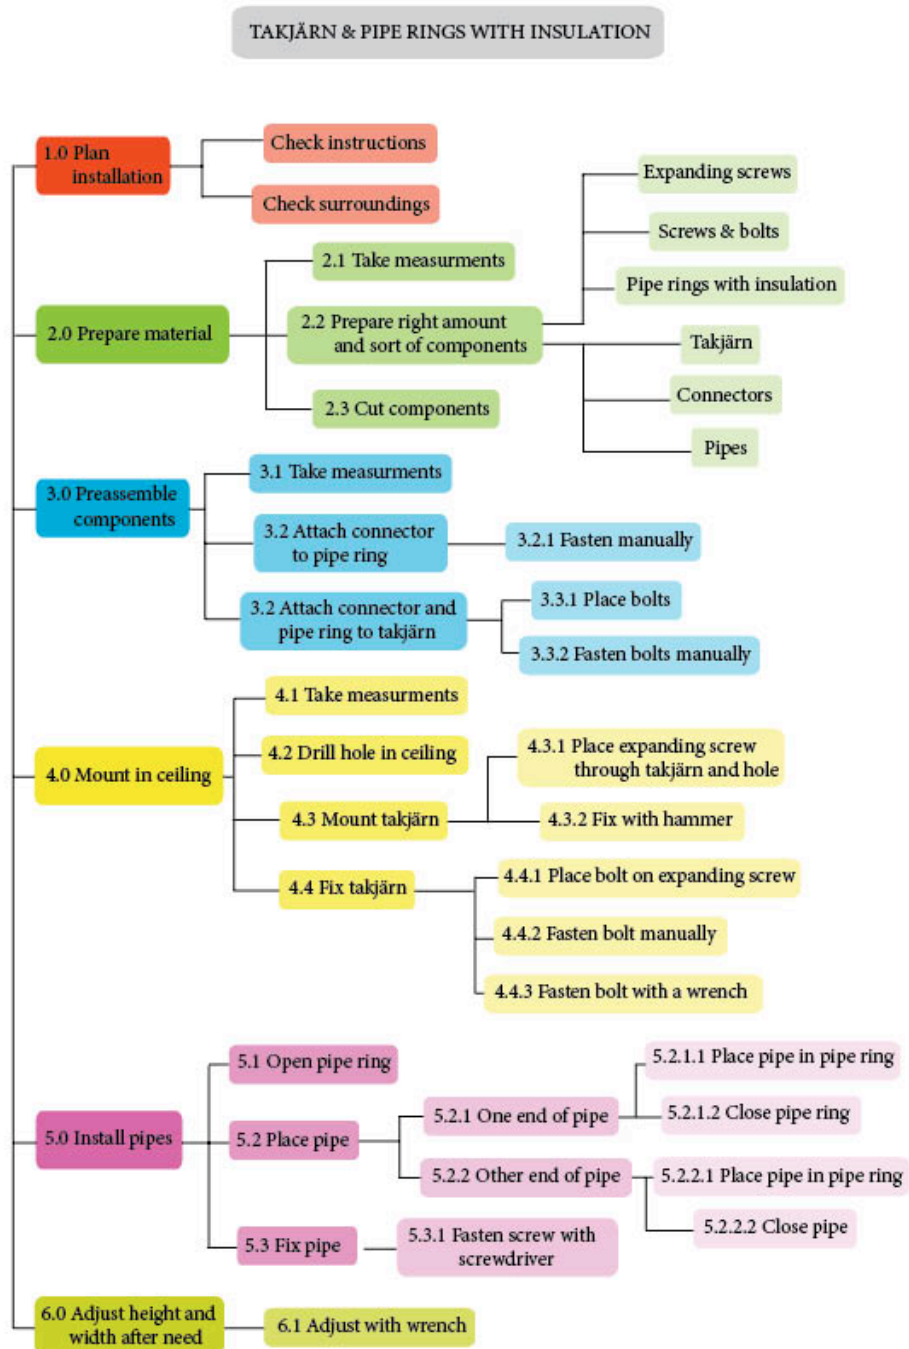 TAKJÄRN & PIPE RINGS WITH INSULATION
1.0 Plan
installation
Check instructions
Check surroundings
2.0 Prepare material
2.1 Take measurments
2.2 Prepare right amount
and sort of components
Expanding screws
Screws & bolts
Pipe rings with insulation
Takjärn
Connectors
Pipes
2.3 Cut components
3.0 Preassemble
components
3.1 Take measurments
3.2 Attach connector
to pipe ring
3.2.1 Fasten manually
3.2 Attach connector and
pipe ring to takjärn
3.3.1 Place bolts
3.3.2 Fasten bolts manually
4.0 Mount in ceiling
4.1 Take measurments
4.2 Drill hole in ceiling
4.3 Mount takjärn
4.3.1 Place expanding screw
through takjärn and hole
4.3.2 Fix with hammer
4.4 Fix takjärn
4.4.1 Place bolt on expanding screw
4.4.2 Fasten bolt manually
4.4.3 Fasten bolt with a wrench
5.0 Install pipes
5.1 Open pipe ring
5.2 Place pipe
5.2.1 One end of pipe
5.2.1.1 Place pipe in pipe ring
5.2.1.2 Close pipe ring
5.2.2 Other end of pipe
5.2.2.1 Place pipe in pipe ring
5.2.2.2 Close pipe
5.3 Fix pipe
5.3.1 Fasten screw with
screwdriver
6.0 Adjust height and
width after need
6.1 Adjust with wrench